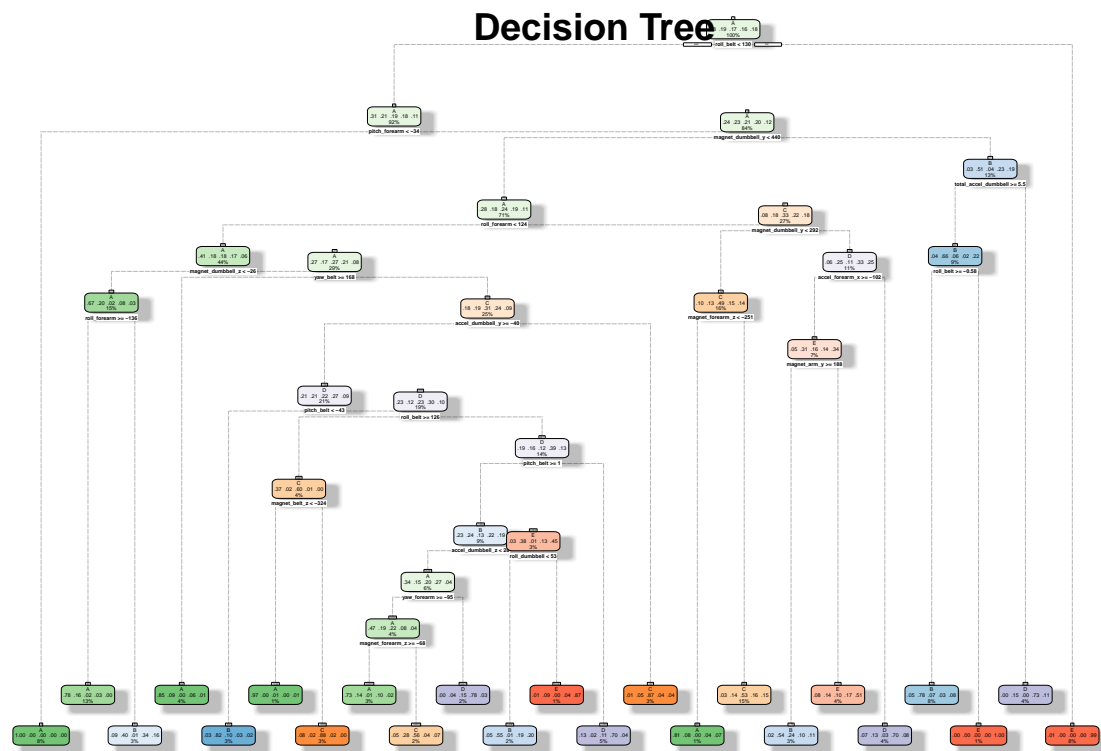 Decision Tree
A
.19 .17 .16 .18
100%
roll_belt < 130
A
.31 .21 .19 .18 .11
92%
pitch_forearm < −34
A
.24 .23 .21 .20 .12
84%
magnet_dumbbell_y < 440
B
.03 .51 .04 .23 .19
13%
total_accel_dumbbell >= 5.5
A
.28 .18 .24 .19 .11
71%
roll_forearm < 124
C
.08 .18 .33 .22 .18
27%
magnet_dumbbell_y < 292
A
.41 .18 .18 .17 .06
44%
magnet_dumbbell_z < −26
A
.27 .17 .27 .21 .08
29%
yaw_belt >= 168
D
.06 .25 .11 .33 .25
11%
accel_forearm_x >= −102
B
.04 .66 .06 .02 .22
9%
roll_belt >= −0.58
A
.67 .20 .02 .08 .03
15%
roll_forearm >= −136
C
.18 .19 .31 .24 .09
25%
accel_dumbbell_y >= −40
C
.10 .13 .49 .15 .14
16%
magnet_forearm_z < −251
E
.05 .31 .16 .14 .34
7%
magnet_arm_y >= 188
D
.21 .21 .22 .27 .09
21%
pitch_belt < −43
D
.23 .12 .23 .30 .10
19%
roll_belt >= 126
D
.19 .16 .12 .39 .13
14%
pitch_belt >= 1
C
.37 .02 .60 .01 .00
4%
magnet_belt_z < −324
B
.23 .24 .13 .22 .19
9%
accel_dumbbell_z < 
E
.03 .38 .01 .13 .45
3%
roll_dumbbell < 53
A
.34 .15 .20 .27 .04
6%
yaw_forearm >= −95
A
.47 .19 .22 .08 .04
4%
magnet_forearm_z >= −68
A
.78 .16 .02 .03 .00
13%
A
.85 .09 .00 .06 .01
4%
A
.97 .00 .01 .00 .01
1%
A
.73 .14 .01 .10 .02
3%
D
.00 .04 .15 .78 .03
2%
E
.01 .09 .00 .04 .87
1%
C
.01 .05 .87 .04 .04
3%
C
.03 .14 .53 .16 .15
15%
E
.08 .14 .10 .17 .51
4%
B
.05 .78 .07 .03 .08
8%
D
.00 .15 .00 .73 .11
4%
A
1.00 .00 .00 .00 .00
8%
B
.09 .40 .01 .34 .16
3%
B
.03 .82 .10 .03 .02
2%
C
.08 .02 .88 .02 .00
3%
C
.05 .28 .56 .04 .07
2%
B
.05 .55 .01 .19 .20
2%
D
.13 .02 .11 .70 .04
5%
A
.81 .08 .00 .04 .07
1%
B
.02 .54 .24 .10 .11
3%
D
.07 .13 .03 .70 .08
4%
E
.00 .00 .00 .00 1.00
1%
E
.01 .00 .00 .00 .99
8%